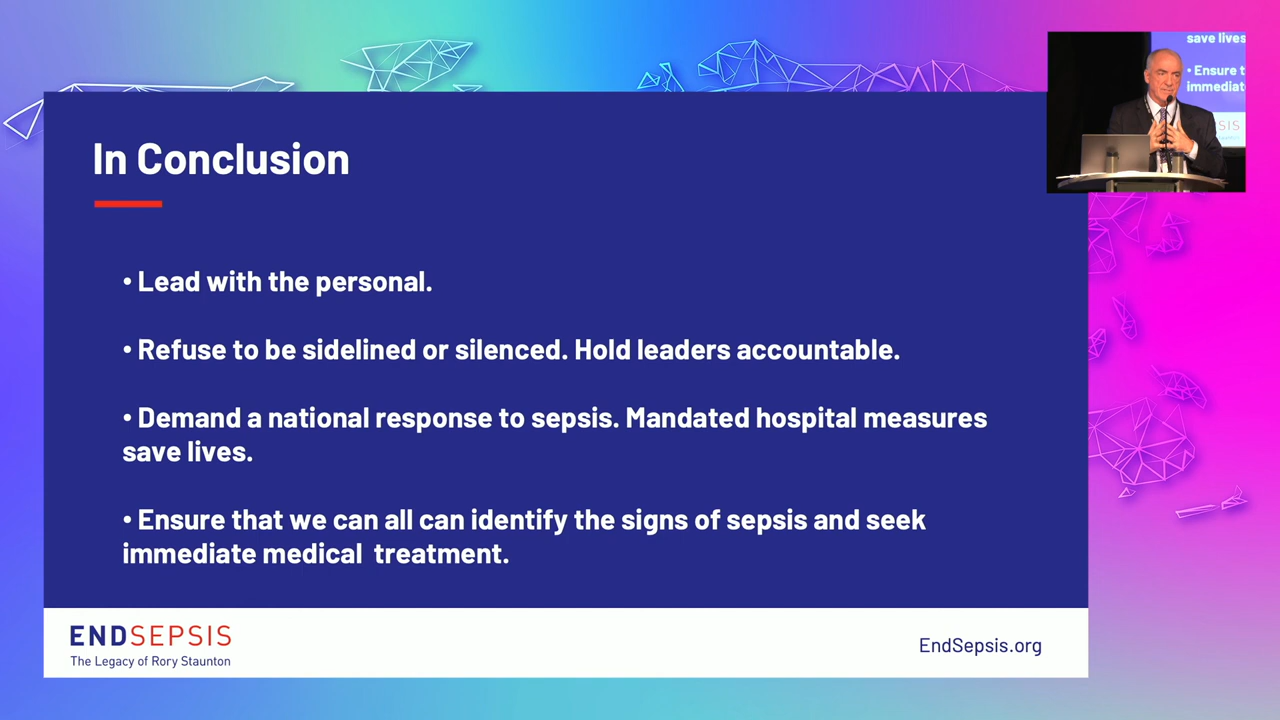 In Conclusion
• Lead with the personal.
• Refuse to be sidelined or silenced. Hold leaders accountable.
• Demand a national response to sepsis. Mandated hospital measures
save lives.
• Ensure that we can all can identify the signs of sepsis and seek
immediate medical  treatment.
ENDSEPSIS
The Legacy of Rory Staunton
EndSepsis.org
save lives
• Ensure t
immediat
SIS